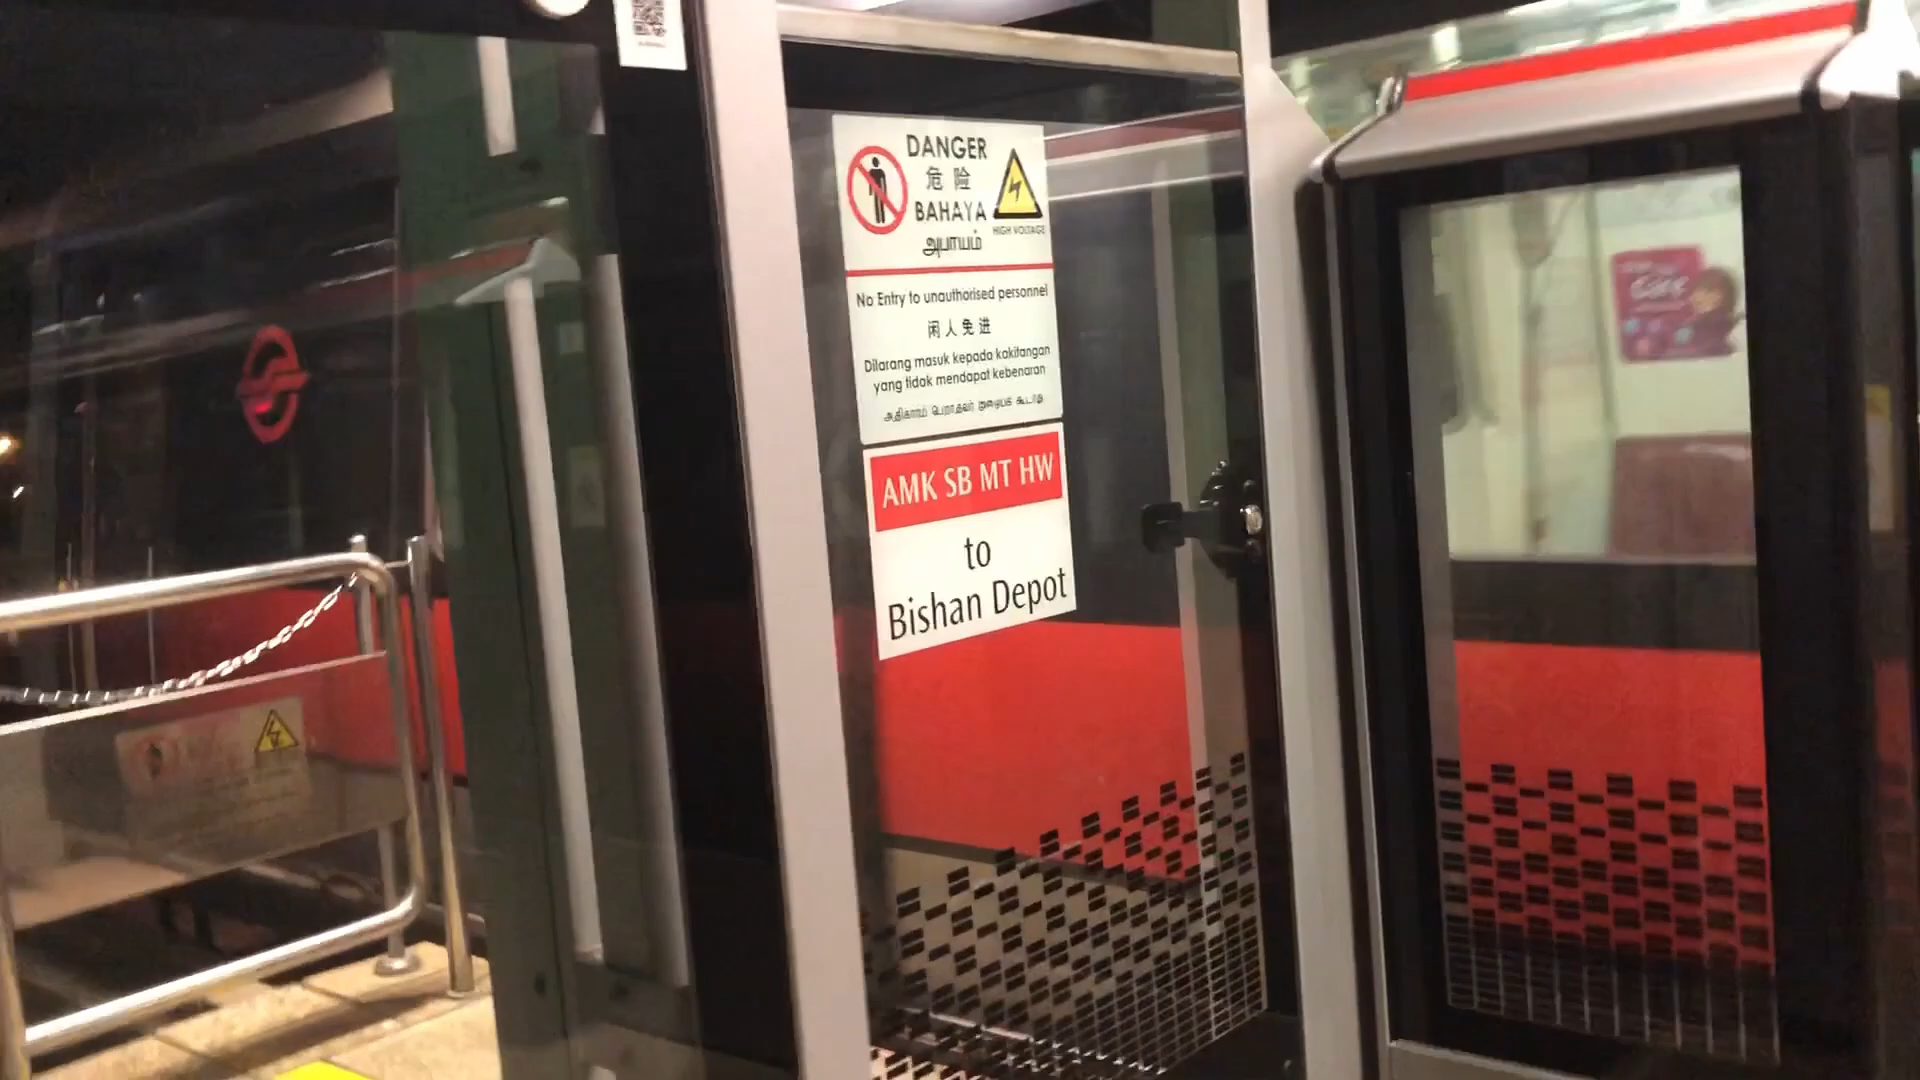 DANGER
危 险
BAHAYA
அபாயம்
HIGH VOLTAGE
No Entry to unauthorised personnel
闲人免进
Dilarang masuk kepada kakitangan
yang tidak mendapat kebenaran
AMK SB MT HW
to
Bishan Depot